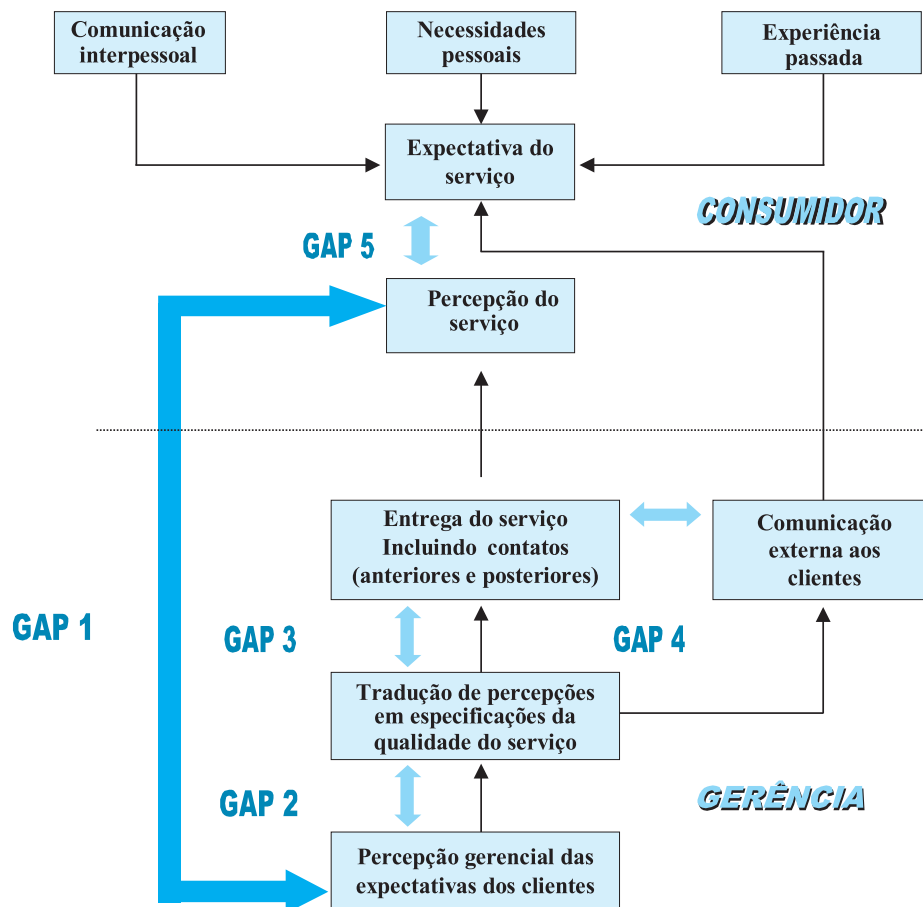 Comunicação
interpessoal
Necessidades
pessoais
Experiência
passada
Expectativa do
serviço
CONSUMIDOR
GAP 5
Percepção do
serviço
Entrega do serviço
Incluindo contatos
(anteriores e posteriores)
Comunicação
externa aos
clientes
GAP 1
GAP 3
GAP 4
Tradução de percepções
em especificações da
qualidade do serviço
GAP 2
GERÊNCIA
Percepção gerencial das
expectativas dos clientes